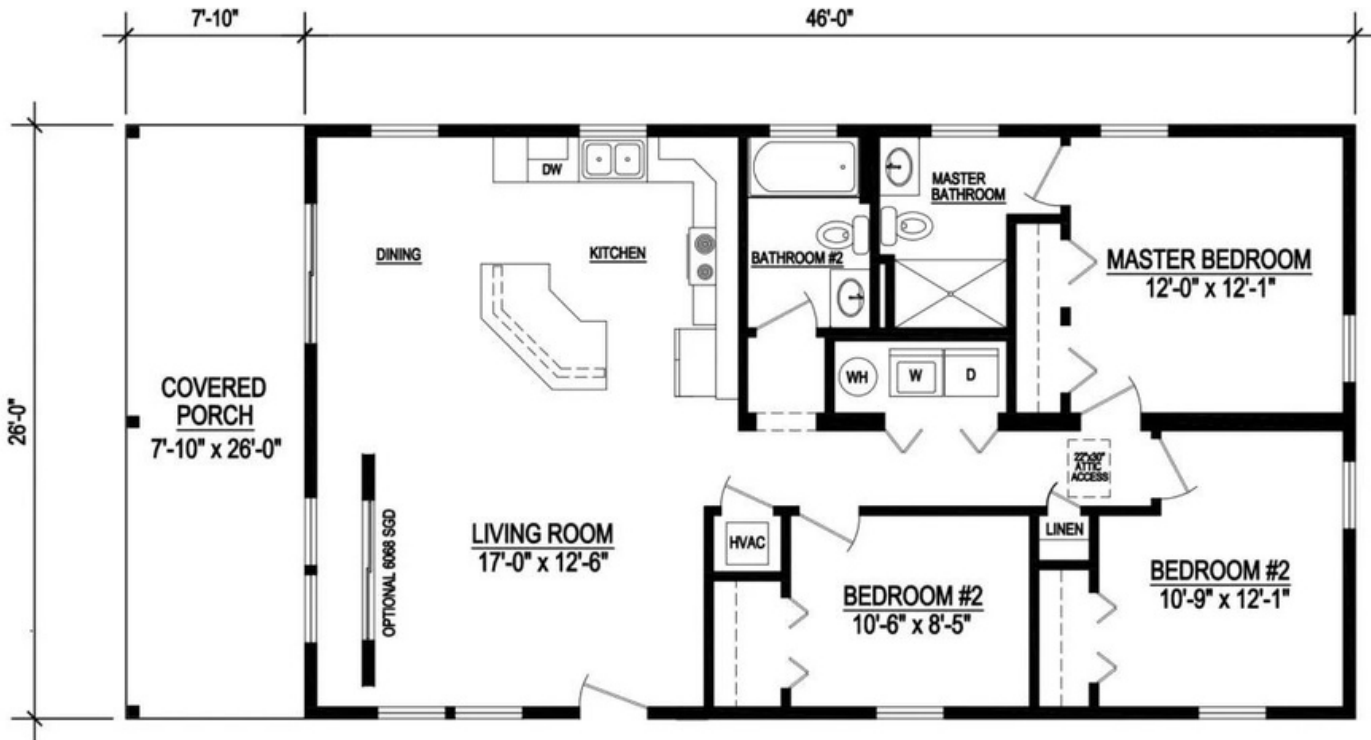 7'-10"
46'-0"
26'-0"
DW
MASTER
BATHROOM
DINING
KITCHEN
BATHROOM #2
MASTER BEDROOM
12'-0" x 12'-1"
COVERED
PORCH
7'-10" x 26'-0"
WH
W
D
22"x30"
ATTIC
ACCESS
OPTIONAL 6068 SGD
LIVING ROOM
17'-0" x 12'-6"
HVAC
LINEN
BEDROOM #2
10'-6" x 8'-5"
BEDROOM #2
10'-9" x 12'-1"